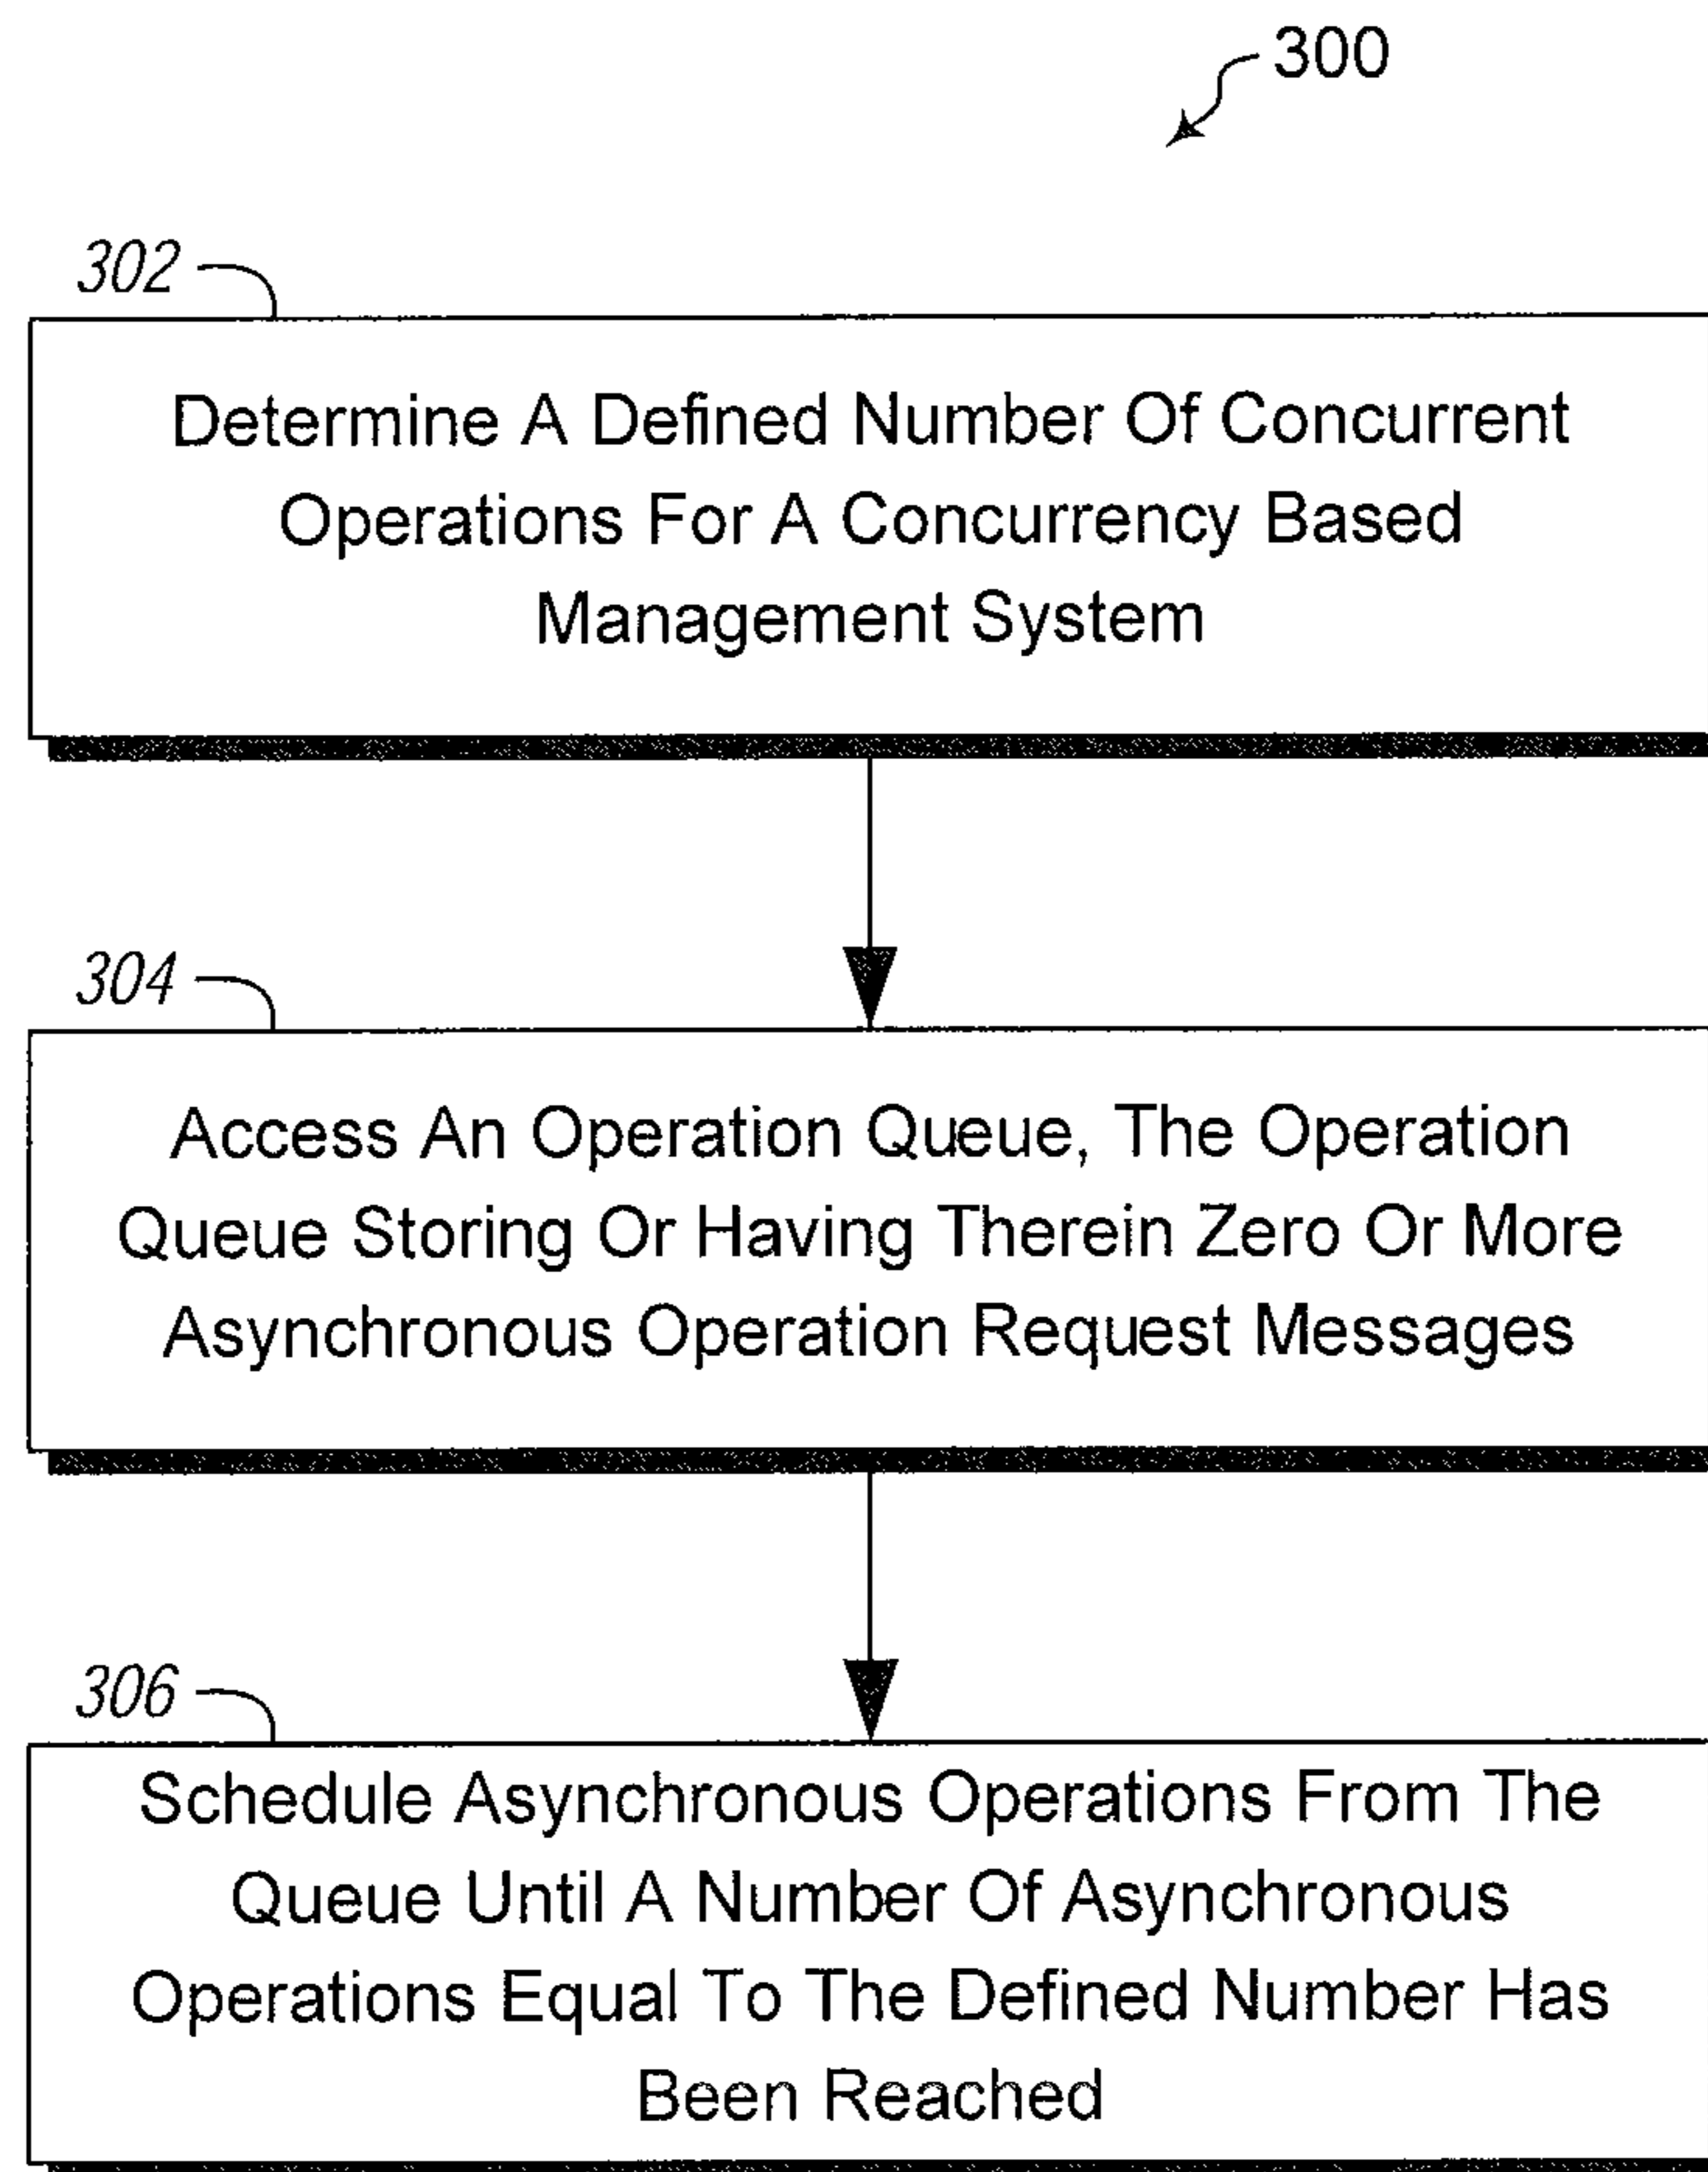 300
302
Determine A Defined Number Of Concurrent
Operations For A Concurrency Based
Management System
304
Access An Operation Queue, The Operation
Queue Storing Or Having Therein Zero Or More
Asynchronous Operation Request Messages
306
Schedule Asynchronous Operations From The
Queue Until A Number Of Asynchronous
Operations Equal To The Defined Number Has
Been Reached